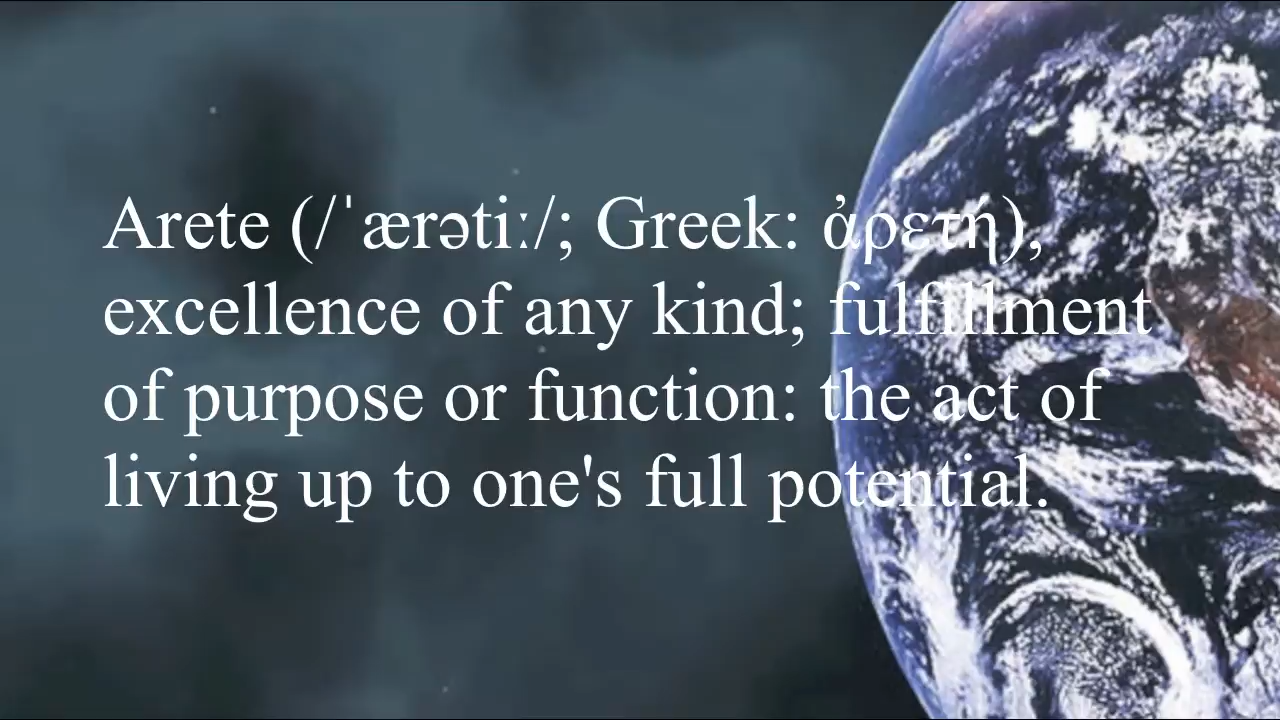 Arete (/ˈærətiː/; Greek: ἀρετή),
excellence of any kind; fulfillment
of purpose or function: the act of
living up to one's full potential.